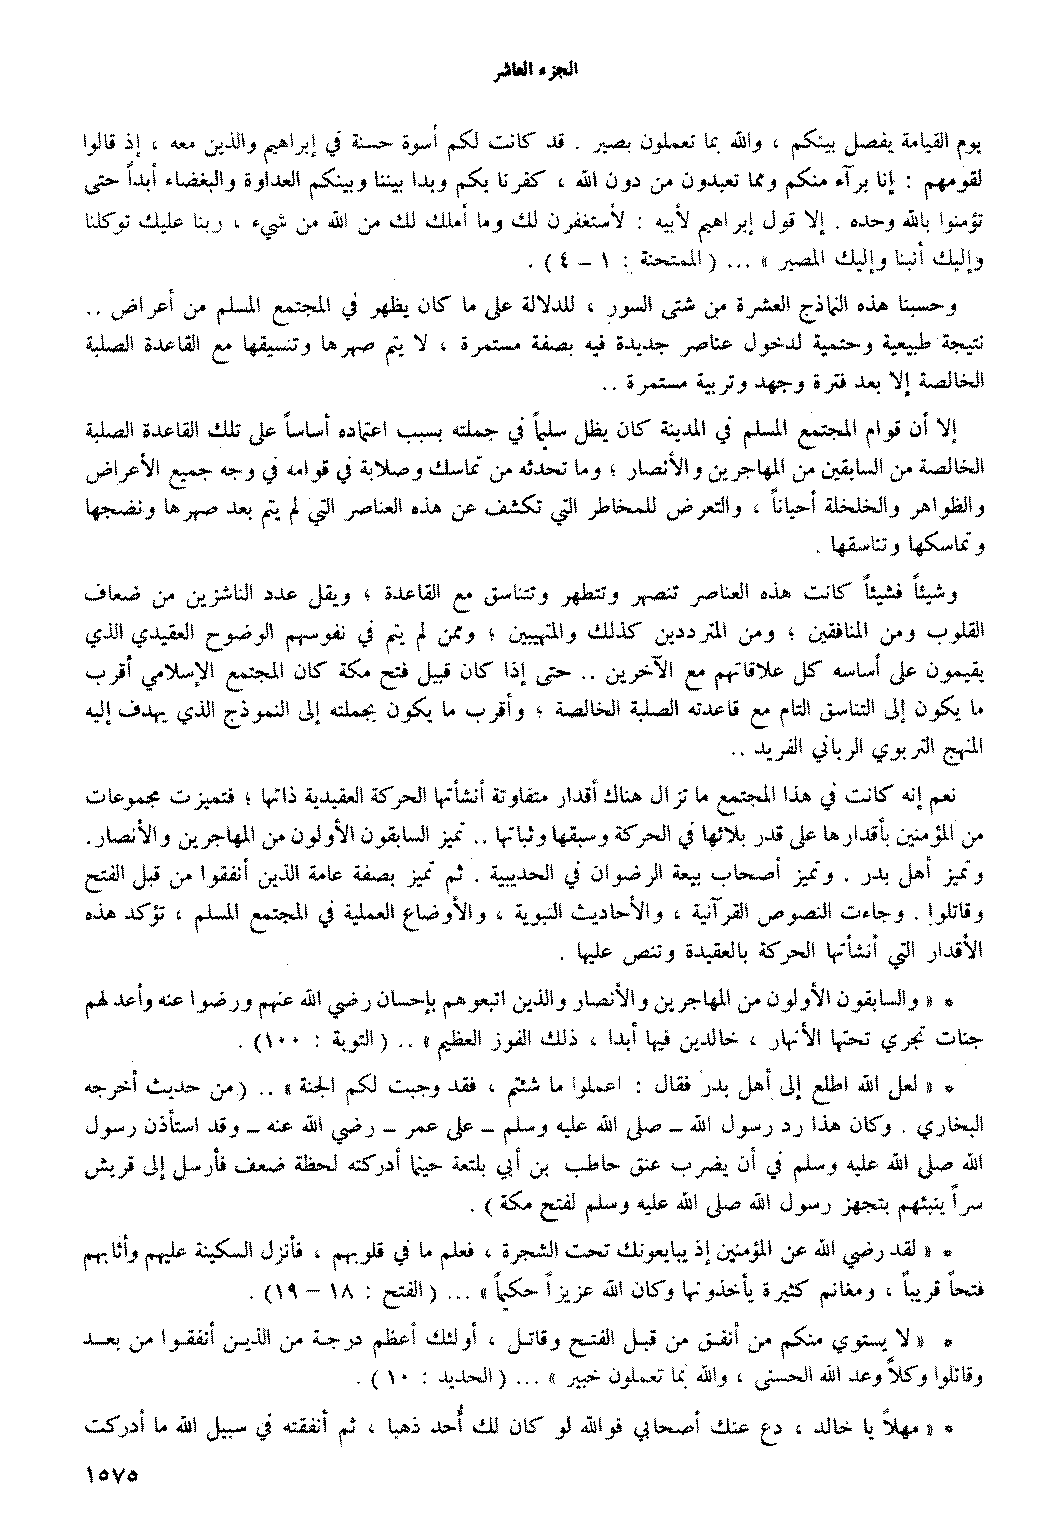 الجزء العاشر
يوم القيامة يفصل بينكم ، والله بما تعملون بصير . قد كانت لكم أسوة حسنة في إبراهيم والذين معه ، إذ قالوا
لقومهم : إنا برآء منكم ومما تعبدون من دون الله ، كفرنا بكم وبدا بيننا وبينكم العداوة والبغضاء أبداً حتى
تؤمنوا بالله وحده . إلا قول إبراهيم لأبيه : لأستغفرن لك وما أملك لك من الله من شيء ، ربنا عليك توكلنا
وإليك أنبنا وإليك المصير » ... ( الممتحنة : ١ – ٤ ) .
وحسبنا هذه النماذج العشرة من شتى السور ، للدلالة على ما كان يظهر في المجتمع المسلم من أعراض ..
نتيجة طبيعية وحتمية لدخول عناصر جديدة فيه بصفة مستمرة ، لا يتم صهرها وتنسيقها مع القاعدة الصلبة
الخالصة إلا بعد فترة وجهد وتربية مستمرة ..
إلا أن قوام المجتمع المسلم في المدينة كان يظل سليماً في جملته بسبب اعتماده أساساً على تلك القاعدة الصلبة
الخالصة من السابقين من المهاجرين والأنصار ؛ وما تحدثه من تماسك وصلابة في قوامه في وجه جميع الأعراض
والظواهر والخلخلة أحياناً ، والتعرض للمخاطر التي تكشف عن هذه العناصر التي لم يتم بعد صهرها ونضجها
وتماسكها وتناسقها .
وشيئاً فشيئاً كانت هذه العناصر تنصهر وتتطهر وتتناسق مع القاعدة ؛ ويقل عدد الناشزين من ضعاف
القلوب ومن المنافقين ؛ ومن المترددين كذلك والمتهيبين ؛ وممن لم يتم في نفوسهم الوضوح العقيدي الذي
يقيمون على أساسه كل علاقاتهم مع الآخرين .. حتى إذا كان قبيل فتح مكة كان المجتمع الإسلامي أقرب
ما يكون إلى التناسق التام مع قاعدته الصلبة الخالصة ؛ وأقرب ما يكون بجملته إلى النموذج الذي يهدف إليه
المنهج التربوي الرباني الفريد ..
نعم إنه كانت في هذا المجتمع ما تزال هناك أقدار متفاوتة أنشأتها الحركة العقيدية ذاتها ؛ فتميزت مجموعات
من المؤمنين بأقدارها على قدر بلائها في الحركة وسبقها وثباتها .. تميز السابقون الأولون من المهاجرين والأنصار.
وتميز أهل بدر . وتميز أصحاب بيعة الرضوان في الحديبية . ثم تميز بصفة عامة الذين أنفقوا من قبل الفتح
وقاتلوا . وجاءت النصوص القرآنية ، والأحاديث النبوية ، والأوضاع العملية في المجتمع المسلم ، تؤكد هذه
الأقدار التي أنشأتها الحركة بالعقيدة وتنص عليها .
* « والسابقون الأولون من المهاجرين والأنصار والذين اتبعوهم بإحسان رضي الله عنهم ورضوا عنه وأعد لهم
جنات تجري تحتها الأنهار ، خالدين فيها أبدا ، ذلك الفوز العظيم » .. ( التوبة : ١٠٠) .
* « لعل الله اطلع إلى أهل بدر فقال : اعملوا ما شئتم ، فقد وجبت لكم الجنة » .. (من حديث أخرجه
البخاري . وكان هذا رد رسول الله – صلى الله عليه وسلم – على عمر – رضي الله عنه – وقد استأذن رسول
الله صلى الله عليه وسلم في أن يضرب عنق حاطب بن أبي بلتعة حينما أدركته لحظة ضعف فأرسل إلى قريش
سراً ينبئهم بتجهز رسول الله صلى الله عليه وسلم لفتح مكة ) .
* « لقد رضي الله عن المؤمنين إذ يبايعونك تحت الشجرة ، فعلم ما في قلوبهم ، فأنزل السكينة عليهم وأثابهم
فتحاً قريباً ، ومغانم كثيرة يأخذونها وكان الله عزيزاً حكيماً » ... ( الفتح : ١٨ – ١٩) .
* « لا يستوي منكم من أنفق من قبل الفتح وقاتل ، أولئك أعظم درجة من الذين أنفقوا من بعد
وقاتلوا وكلاًّ وعد الله الحسنى ، والله بما تعملون خبير » ... ( الحديد : ١٠ ) .
* « مهلاً يا خالد ، دع عنك أصحابي فوالله لو كان لك أُحد ذهبا ، ثم أنفقته في سبيل الله ما أدركت
١٥٧٥